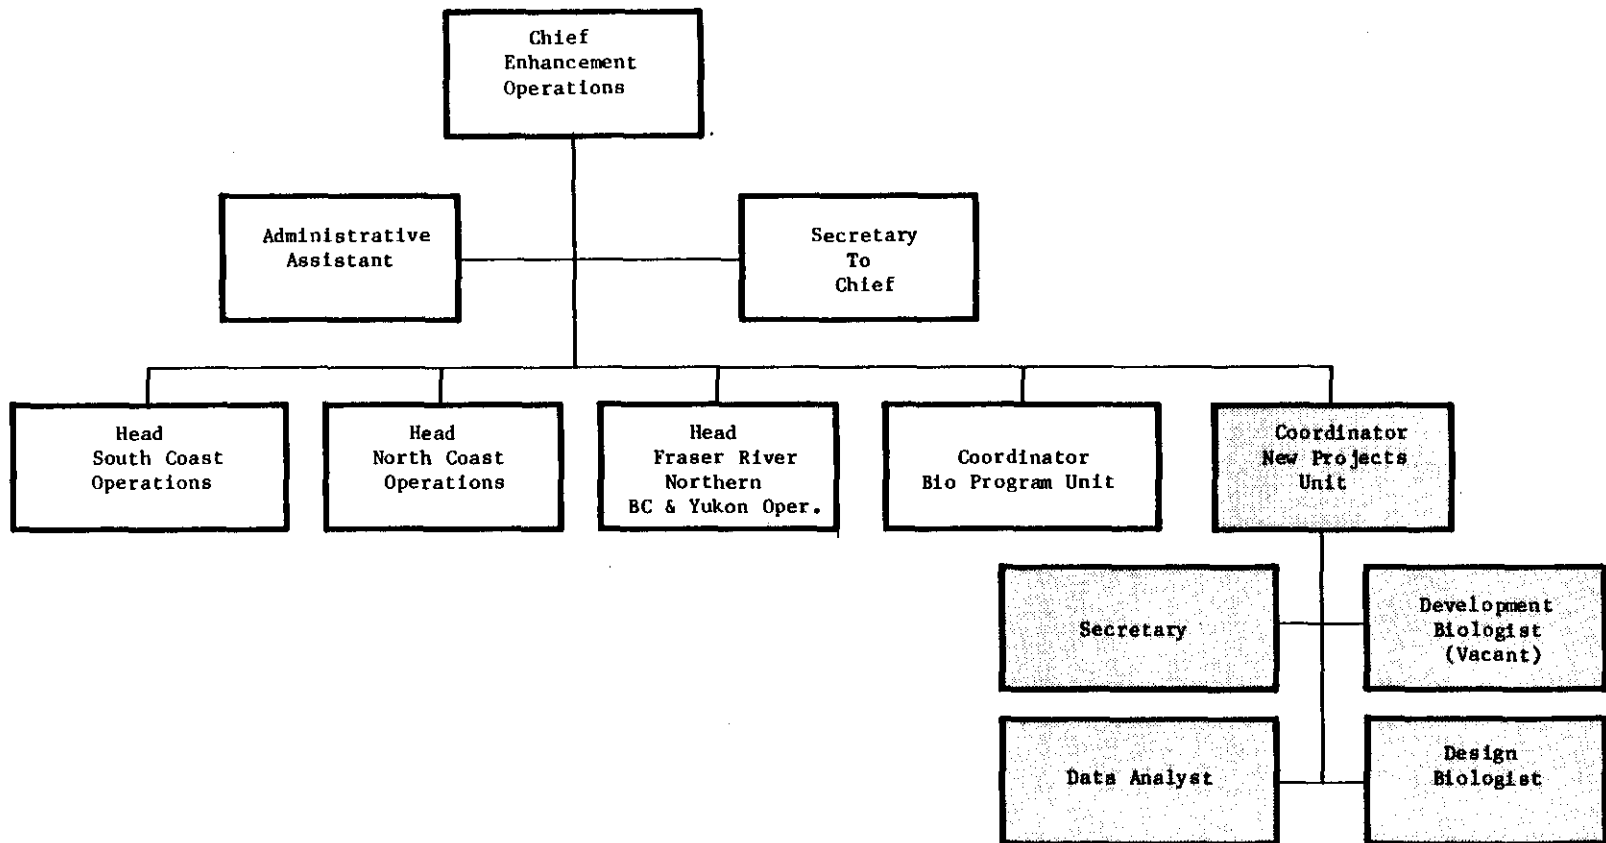 Chief
Enhancement
Operations
Administrative
Assistant
Secretary
To
Chief
Head
South Coast
Operations
Head
North Coast
Operations
Head
Fraser River
Northern
BC & Yukon Oper.
Coordinator
Bio Program Unit
Coordinator
New Projects
Unit
Secretary
Development
Biologist
(Vacant)
Data Analyst
Design
Biologist